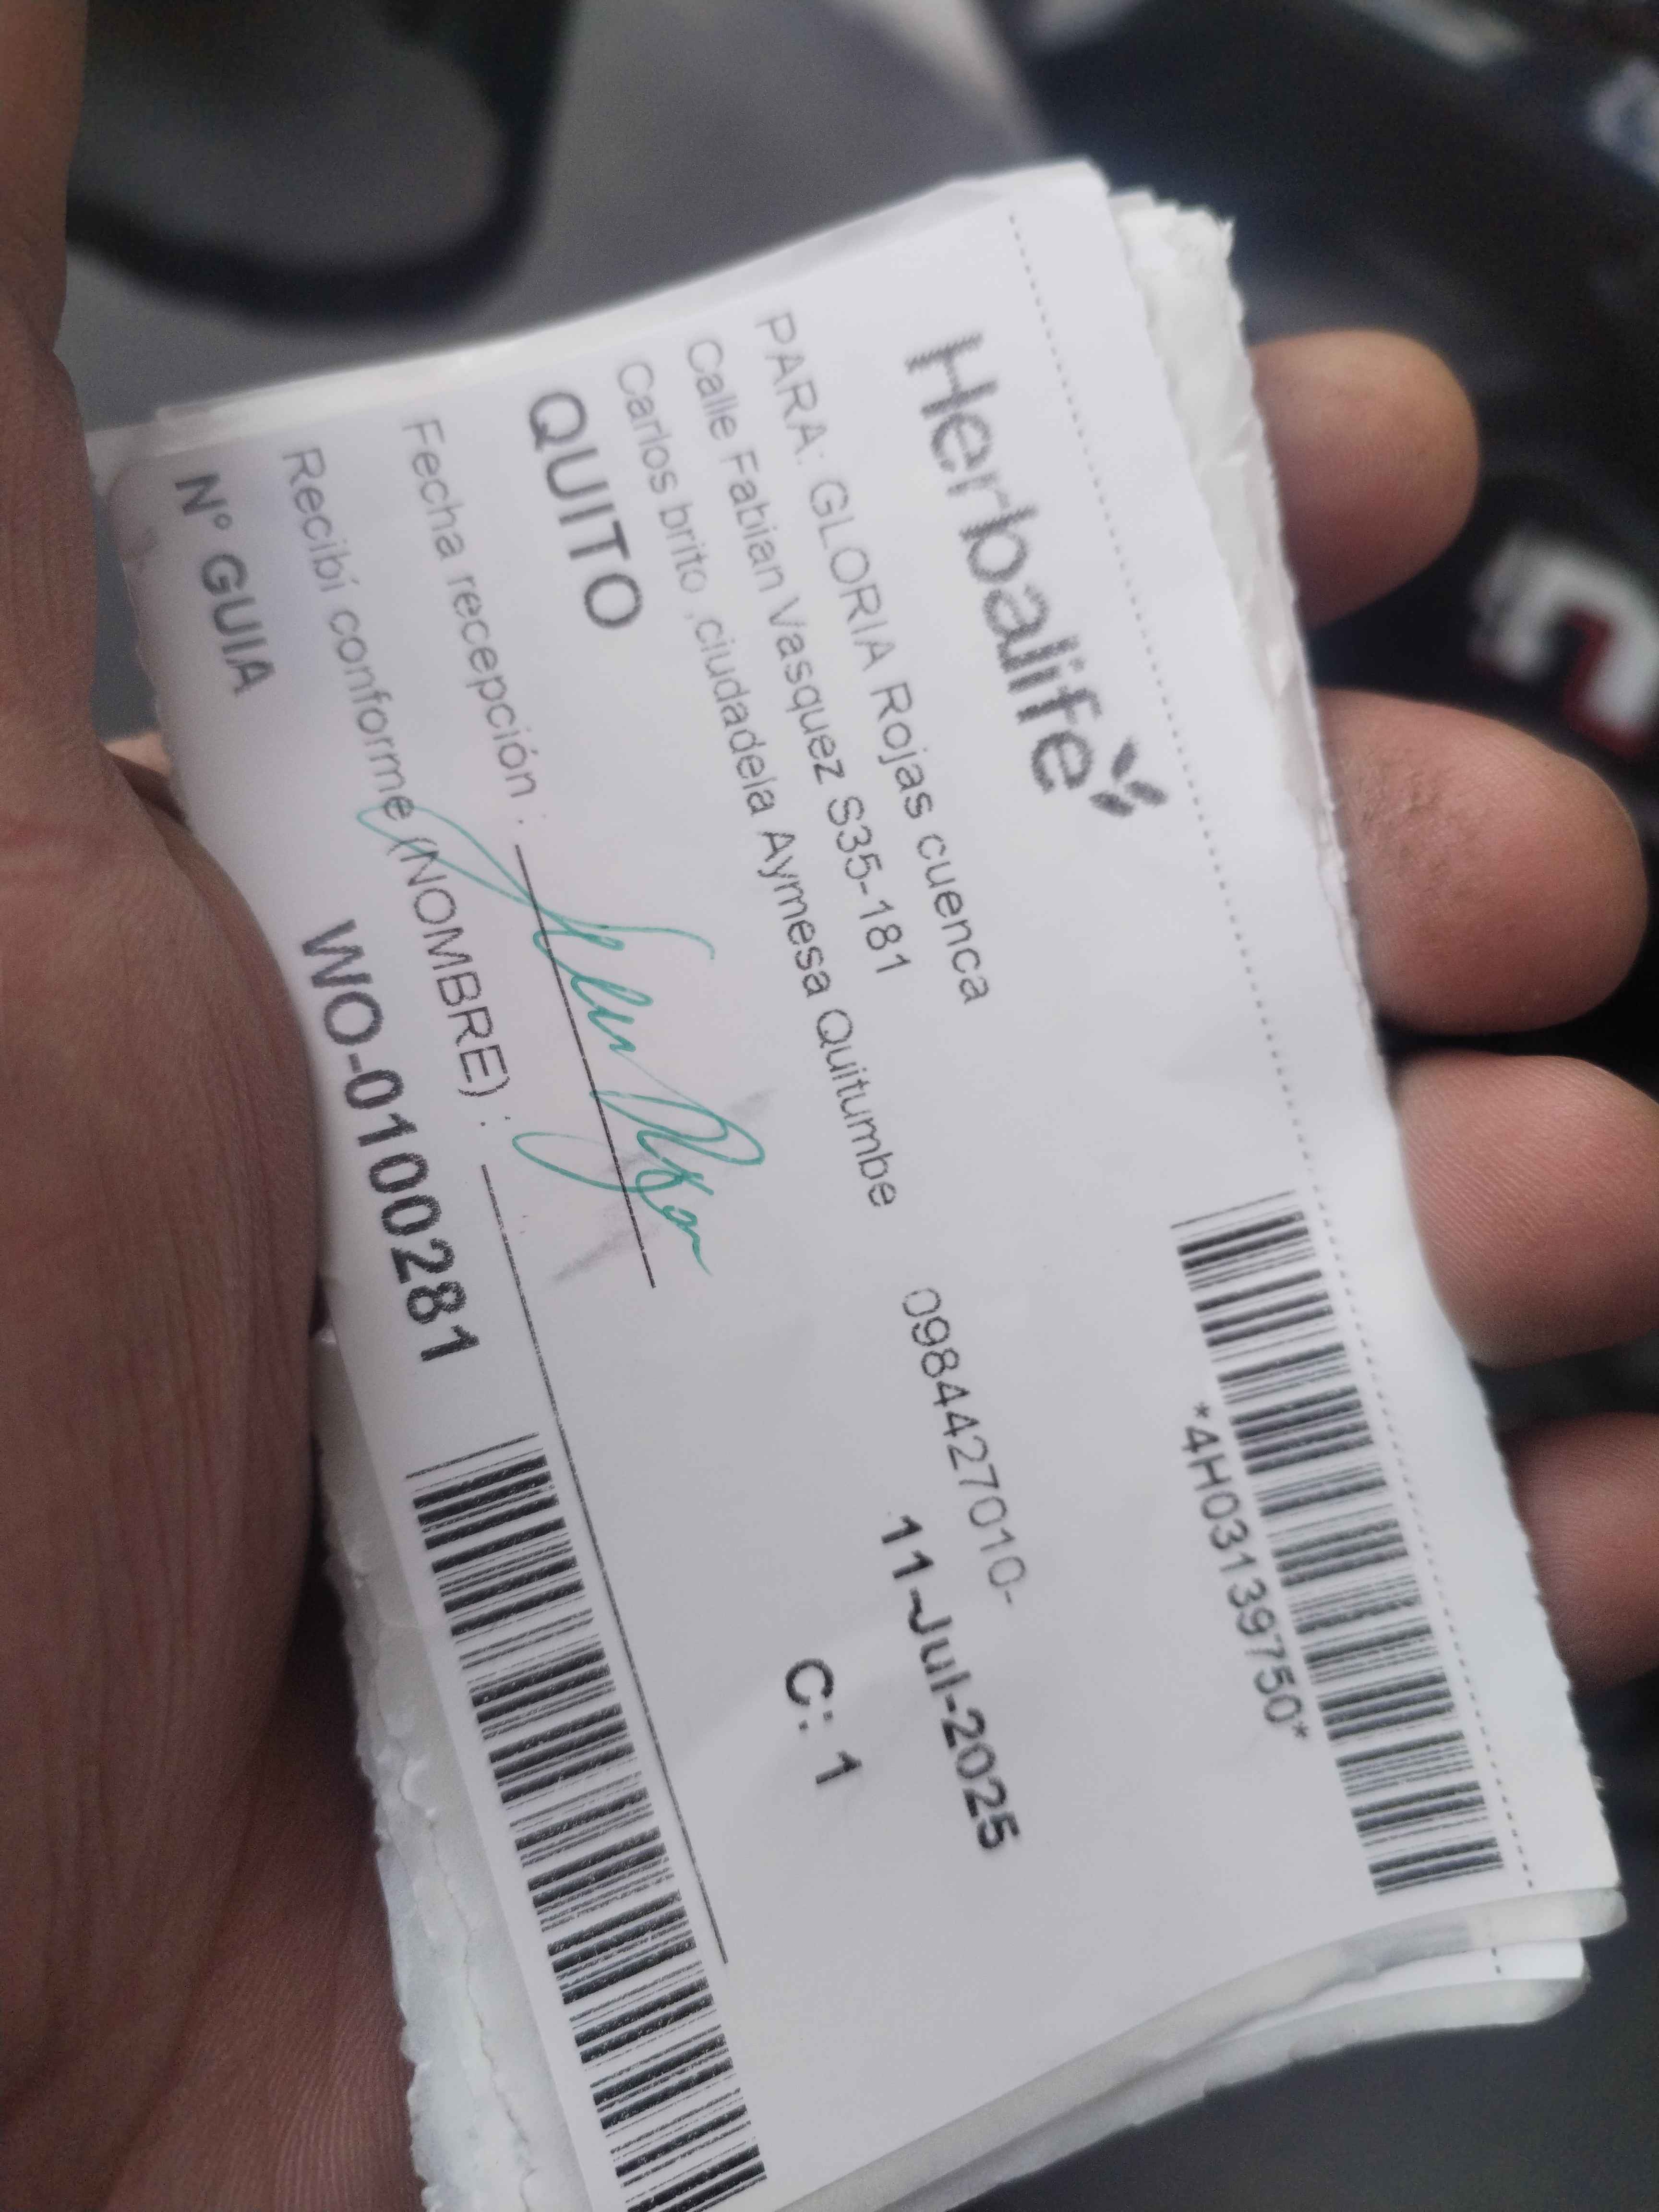 Herbalife
*4H03139750*
PARA: GLORIA Rojas cuenca
0984427010-
Calle Fabian Vasquez S35-181
11-Jul-2025
Carlos brito ,ciudadela Aymesa Quitumbe
QUITO
C: 1
Fecha recepción :
Recibí conforme (NOMBRE) :
N° GUIA
WO-0100281